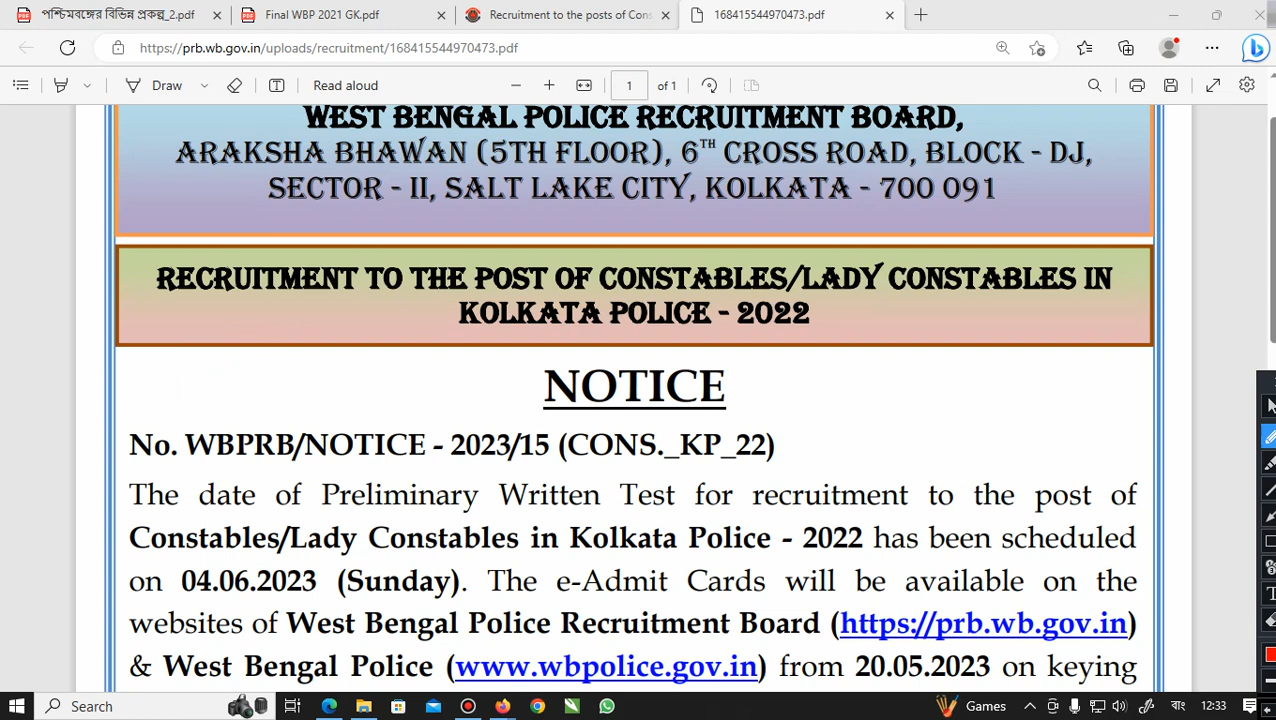 পশ্চিমবঙ্গের বিভিন্ন প্রকল্প_2.pdf
Final WBP 2021 GK.pdf
Recruitment to the posts of Cons
168415544970473.pdf
https://prb.wb.gov.in/uploads/recruitment/168415544970473.pdf
Draw
Read aloud
1
of 1
WEST BENGAL POLICE RECRUITMENT BOARD,
ARAKSHA BHAWAN (5TH FLOOR), 6TH CROSS ROAD, BLOCK - DJ,
SECTOR - II, SALT LAKE CITY, KOLKATA - 700 091
RECRUITMENT TO THE POST OF CONSTABLES/LADY CONSTABLES IN
KOLKATA POLICE - 2022
NOTICE
No. WBPRB/NOTICE - 2023/15 (CONS._KP_22)
The date of Preliminary Written Test for recruitment to the post of
Constables/Lady Constables in Kolkata Police - 2022 has been scheduled
on 04.06.2023 (Sunday). The e-Admit Cards will be available on the
websites of West Bengal Police Recruitment Board (https://prb.wb.gov.in)
& West Bengal Police (www.wbpolice.gov.in) from 20.05.2023 on keying
Search
Games
বাং
12:33